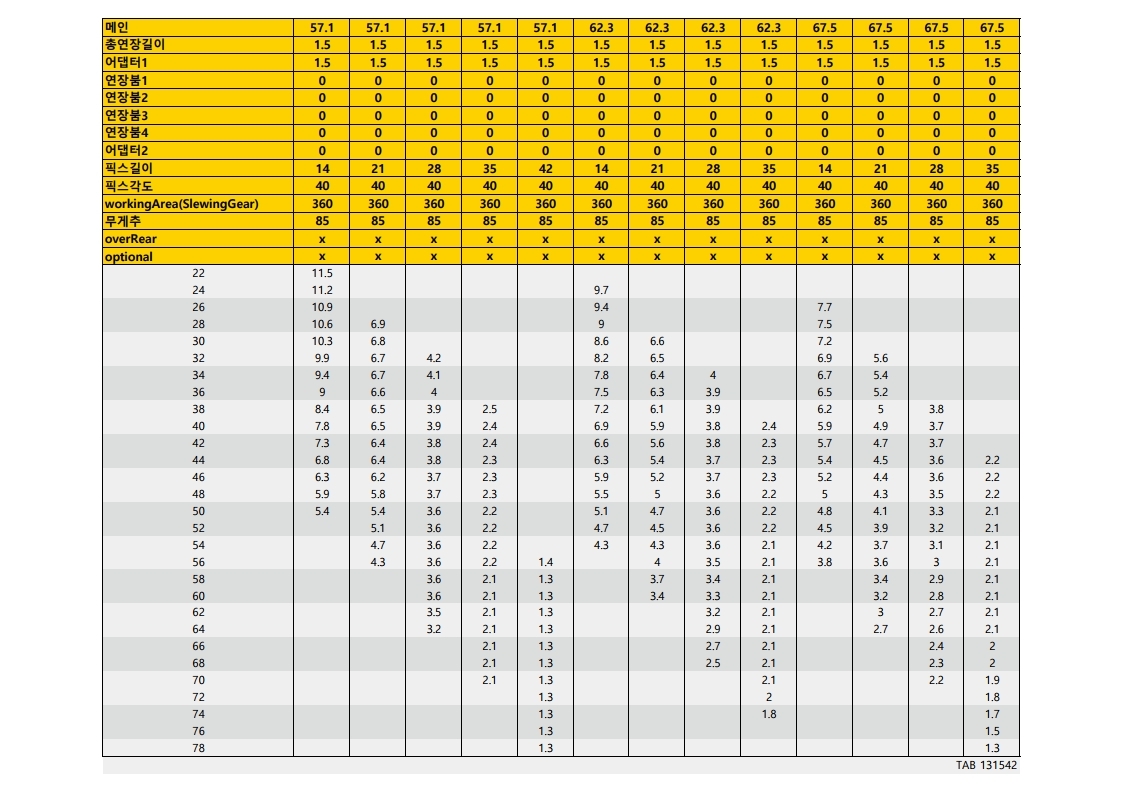 메인 57.1 57.1 57.1 57.1 57.1 62.3 62.3 62.3 62.3 67.5 67.5 67.5 67.5
총연장길이 1.5 1.5 1.5 1.5 1.5 1.5 1.5 1.5 1.5 1.5 1.5 1.5 1.5
어댑터1 1.5 1.5 1.5 1.5 1.5 1.5 1.5 1.5 1.5 1.5 1.5 1.5 1.5
연장붐1 0 0 0 0 0 0 0 0 0 0 0 0 0
연장붐2 0 0 0 0 0 0 0 0 0 0 0 0 0
연장붐3 0 0 0 0 0 0 0 0 0 0 0 0 0
연장붐4 0 0 0 0 0 0 0 0 0 0 0 0 0
어댑터2 0 0 0 0 0 0 0 0 0 0 0 0 0
픽스길이 14 21 28 35 42 14 21 28 35 14 21 28 35
픽스각도 40 40 40 40 40 40 40 40 40 40 40 40 40
workingArea(SlewingGear) 360 360 360 360 360 360 360 360 360 360 360 360 360
무게추 85 85 85 85 85 85 85 85 85 85 85 85 85
overRear x x x x x x x x x x x x x
optional x x x x x x x x x x x x x
22 11.5
24 11.2 9.7
26 10.9 9.4 7.7
28 10.6 6.9 9 7.5
30 10.3 6.8 8.6 6.6 7.2
32 9.9 6.7 4.2 8.2 6.5 6.9 5.6
34 9.4 6.7 4.1 7.8 6.4 4 6.7 5.4
36 9 6.6 4 7.5 6.3 3.9 6.5 5.2
38 8.4 6.5 3.9 2.5 7.2 6.1 3.9 6.2 5 3.8
40 7.8 6.5 3.9 2.4 6.9 5.9 3.8 2.4 5.9 4.9 3.7
42 7.3 6.4 3.8 2.4 6.6 5.6 3.8 2.3 5.7 4.7 3.7
44 6.8 6.4 3.8 2.3 6.3 5.4 3.7 2.3 5.4 4.5 3.6 2.2
46 6.3 6.2 3.7 2.3 5.9 5.2 3.7 2.3 5.2 4.4 3.6 2.2
48 5.9 5.8 3.7 2.3 5.5 5 3.6 2.2 5 4.3 3.5 2.2
50 5.4 5.4 3.6 2.2 5.1 4.7 3.6 2.2 4.8 4.1 3.3 2.1
52 5.1 3.6 2.2 4.7 4.5 3.6 2.2 4.5 3.9 3.2 2.1
54 4.7 3.6 2.2 4.3 4.3 3.6 2.1 4.2 3.7 3.1 2.1
56 4.3 3.6 2.2 1.4 4 3.5 2.1 3.8 3.6 3 2.1
58 3.6 2.1 1.3 3.7 3.4 2.1 3.4 2.9 2.1
60 3.6 2.1 1.3 3.4 3.3 2.1 3.2 2.8 2.1
62 3.5 2.1 1.3 3.2 2.1 3 2.7 2.1
64 3.2 2.1 1.3 2.9 2.1 2.7 2.6 2.1
66 2.1 1.3 2.7 2.1 2.4 2
68 2.1 1.3 2.5 2.1 2.3 2
70 2.1 1.3 2.1 2.2 1.9
72 1.3 2 1.8
74 1.3 1.8 1.7
76 1.3 1.5
78 1.3 1.3
TAB 131542